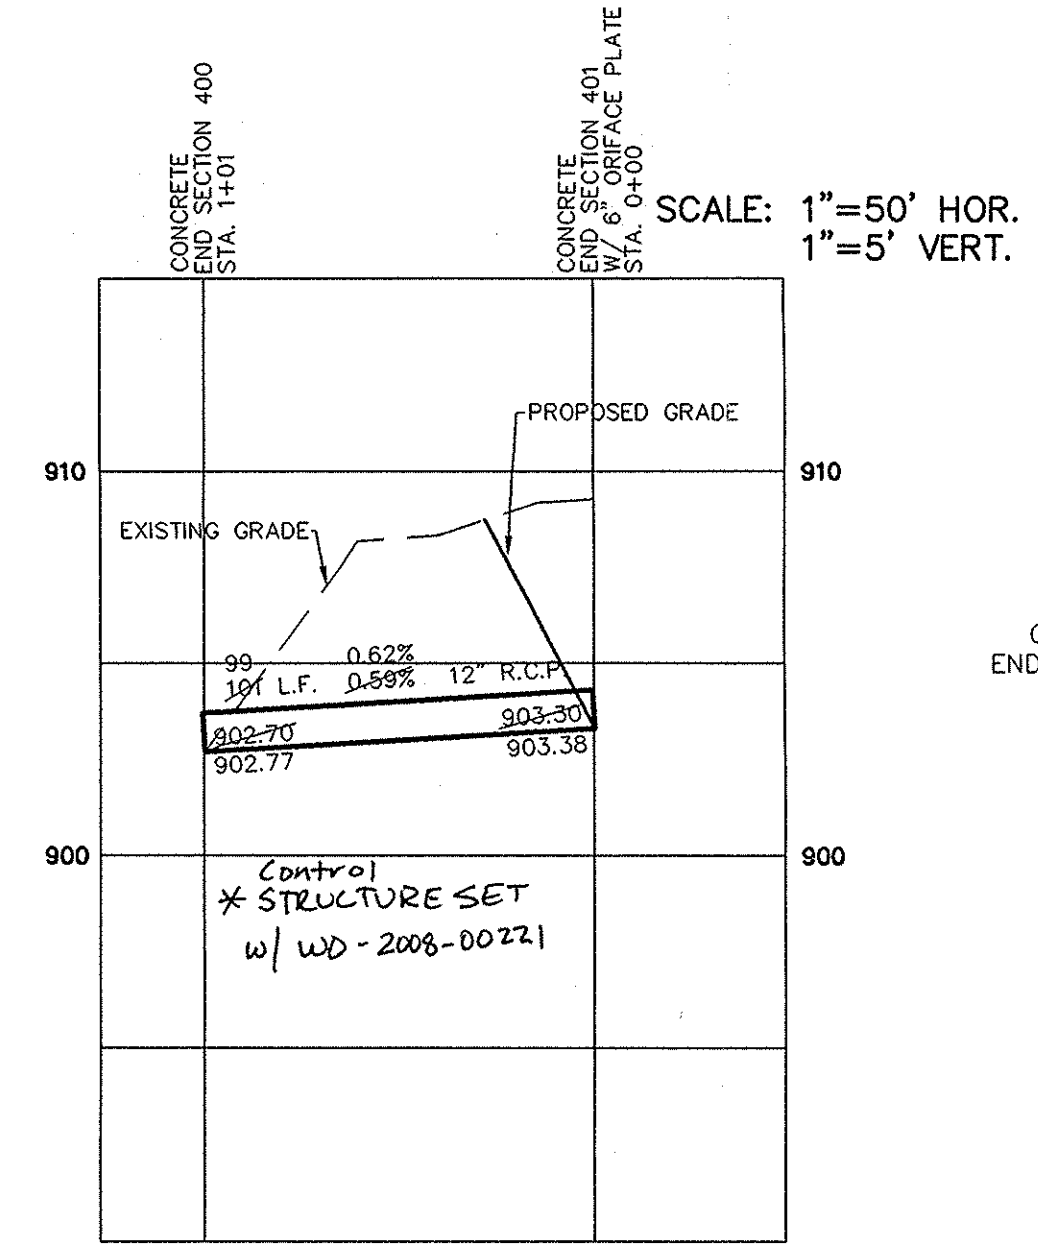 CONCRETE
END SECTION 400
STA. 1+01
CONCRETE
END SECTION 401
W/ 6" ORIFACE PLATE
STA. 0+00
SCALE: 1"=50' HOR.
1"=5' VERT.
PROPOSED GRADE
910
910
EXISTING GRADE
99
0.62%
101 L.F.
0.59%
12" R.C.P.
902.70
903.30
902.77
903.38
END
900
900
Control
* STRUCTURE SET
w/ WD-2008-00221